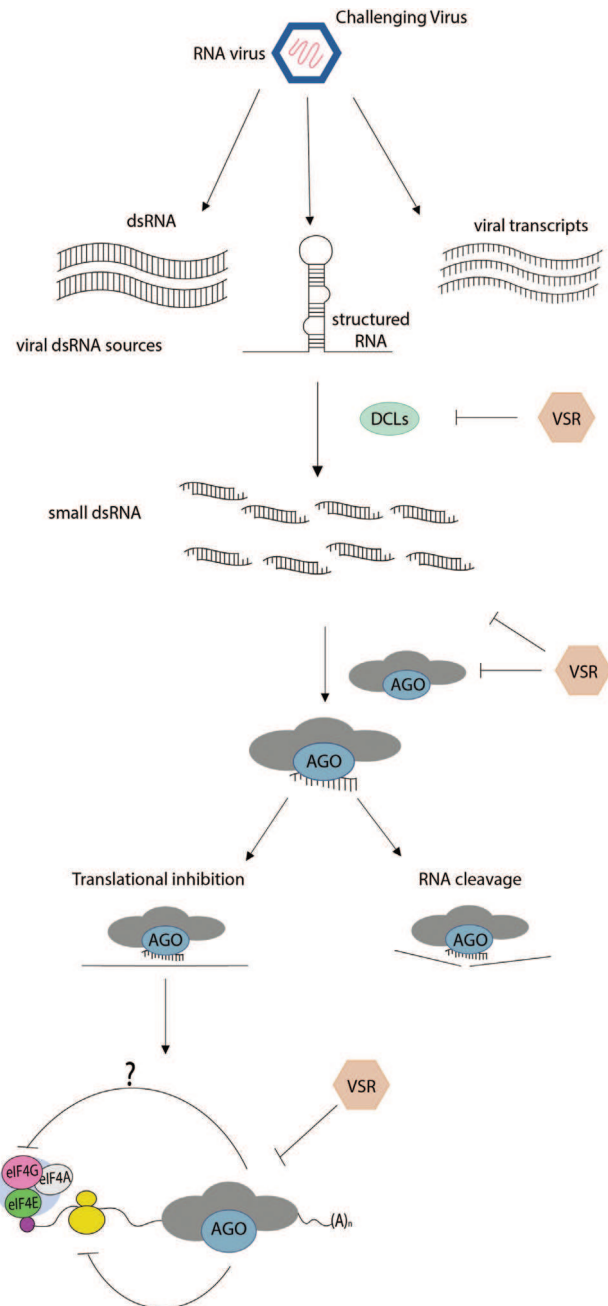 Challenging Virus
RNA virus
dsRNA
viral transcripts
structured
RNA
viral dsRNA sources
DCLs
VSR
small dsRNA
AGO
VSR
AGO
Translational inhibition
RNA cleavage
AGO
AGO
?
VSR
eIF4G
eIF4A
eIF4E
AGO
(A)n